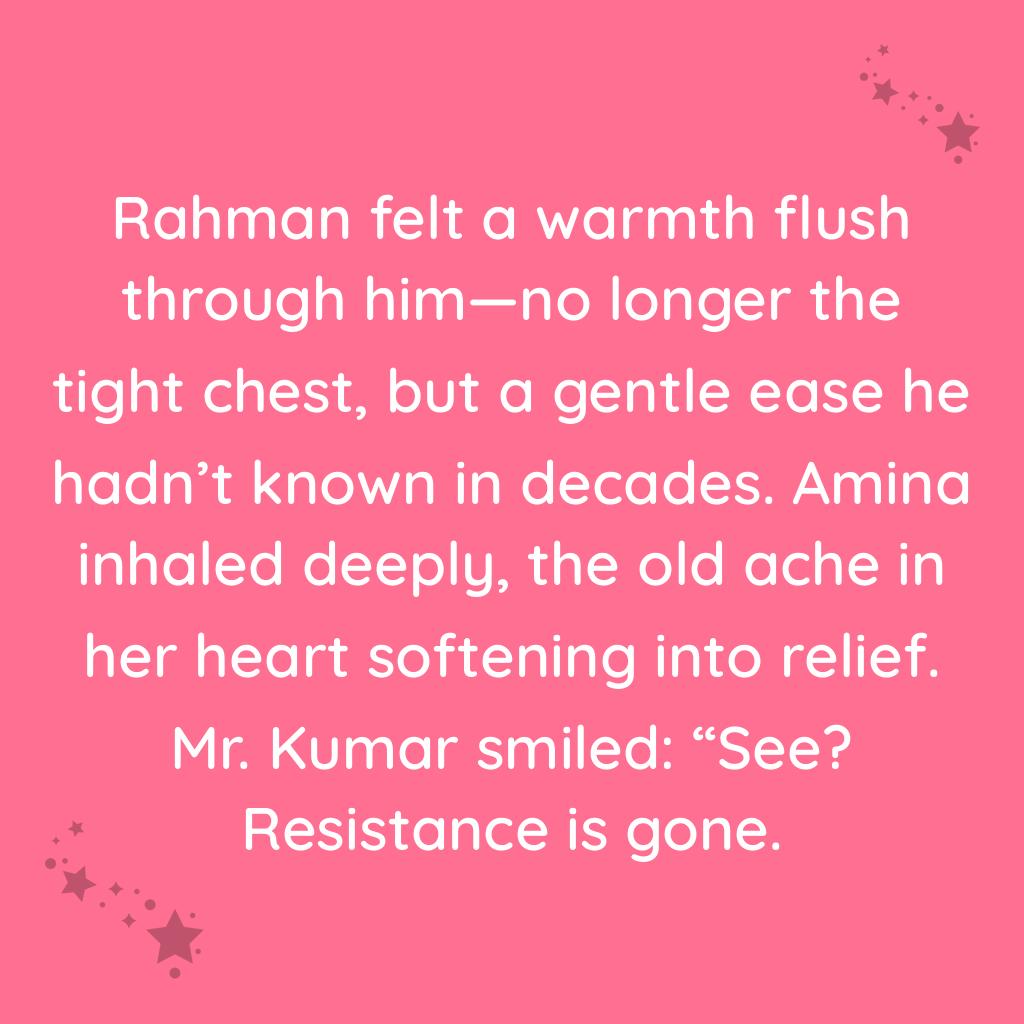 Rahman felt a warmth flush
through him—no longer the
tight chest, but a gentle ease he
hadn’t known in decades. Amina
inhaled deeply, the old ache in
her heart softening into relief.
Mr. Kumar smiled: “See?
Resistance is gone.